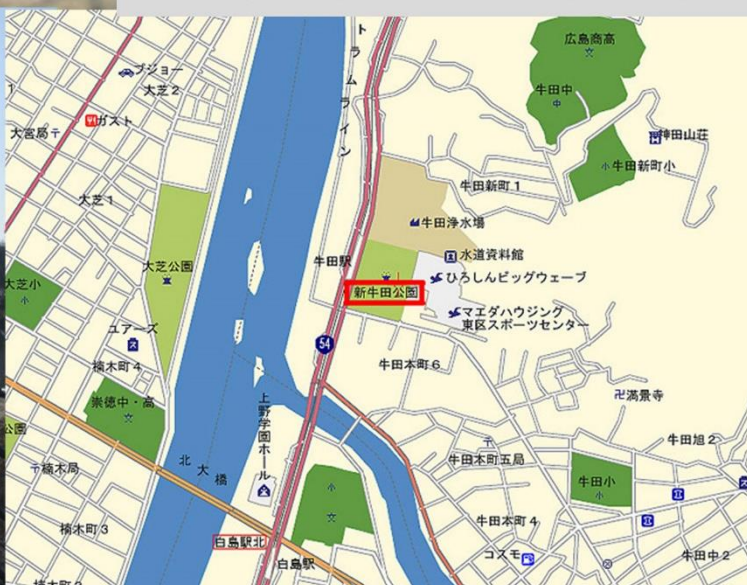 トラムライン
広島商高
プジョー
大芝2
牛田中
大宮局
ガスト
神田山荘
牛田新町小
牛田新町1
大芝1
牛田浄水場
水道資料館
牛田駅
大芝公園
ひろしんビッグウェーブ
大芝小
新牛田公園
マエダハウジング
東区スポーツセンター
ユアーズ
54
楠木町4
牛田本町6
崇徳中・高
上野学園ホール
満景寺
公園
牛田旭2
北大橋
楠木局
牛田本町五局
牛田小
楠木町3
牛田本町4
白島駅北
コスモ
牛田中2
白島駅